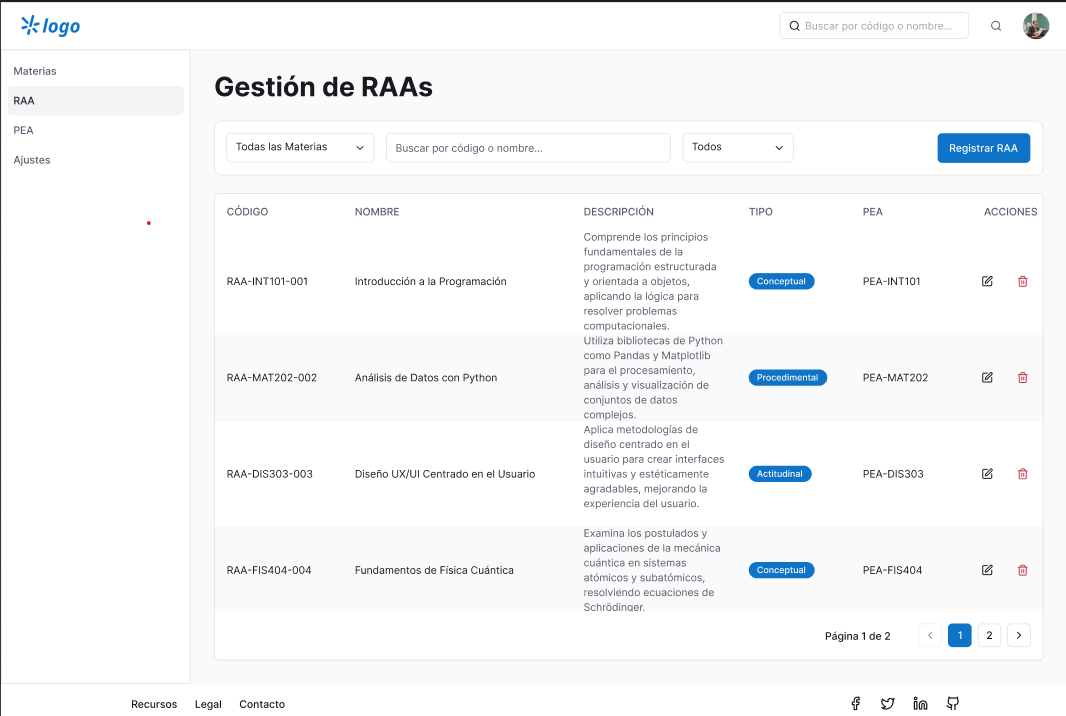 logo
Buscar por código o nombre...
Materias
RAA
PEA
Ajustes
Gestión de RAAs
Todas las Materias
Buscar por código o nombre...
Todos
Registrar RAA
CÓDIGO NOMBRE DESCRIPCIÓN TIPO PEA ACCIONES
RAA-INT101-001
Introducción a la Programación
Comprende los principios
fundamentales de la
programación estructurada
y orientada a objetos,
aplicando la lógica para
resolver problemas
computacionales.
Conceptual
PEA-INT101
RAA-MAT202-002
Análisis de Datos con Python
Utiliza bibliotecas de Python
como Pandas y Matplotlib
para el procesamiento,
análisis y visualización de
conjuntos de datos
complejos.
Procedimental
PEA-MAT202
RAA-DIS303-003
Diseño UX/UI Centrado en el Usuario
Aplica metodologías de
diseño centrado en el
usuario para crear interfaces
intuitivas y estéticamente
agradables, mejorando la
experiencia del usuario.
Actitudinal
PEA-DIS303
RAA-FIS404-004
Fundamentos de Física Cuántica
Examina los postulados y
aplicaciones de la mecánica
cuántica en sistemas
atómicos y subatómicos,
resolviendo ecuaciones de
Schrödinger.
Conceptual
PEA-FIS404
Página 1 de 2
1
2
Recursos Legal Contacto